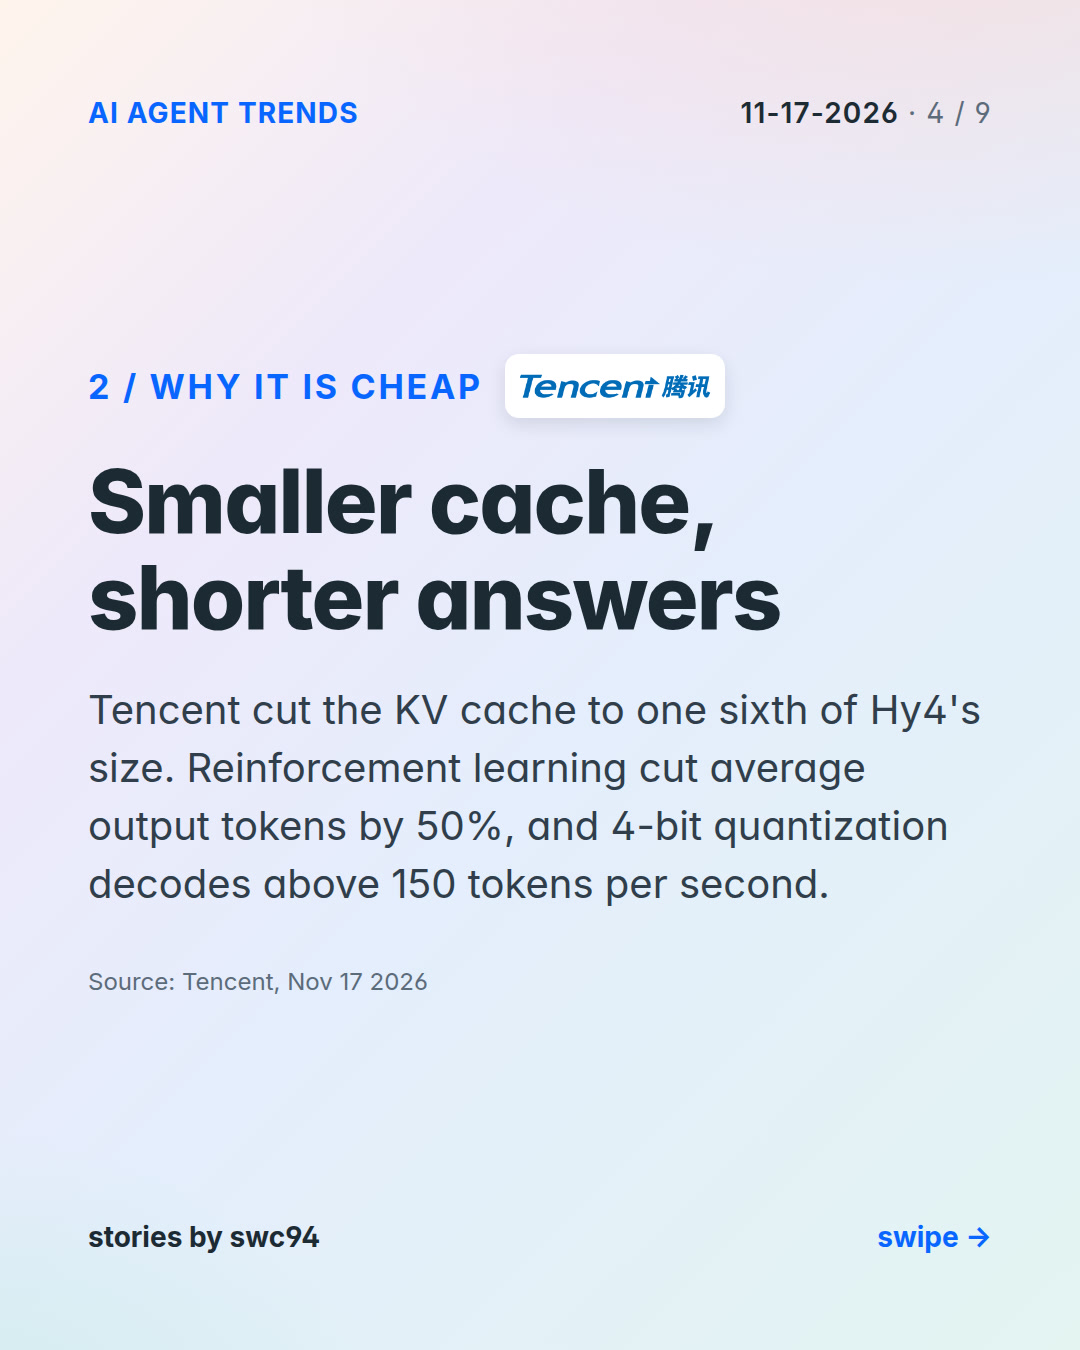 AI AGENT TRENDS
11-17-2026 · 4 / 9
2 / WHY IT IS CHEAP
Tencent 腾讯
Smaller cache,
shorter answers
Tencent cut the KV cache to one sixth of Hy4's
size. Reinforcement learning cut average
output tokens by 50%, and 4-bit quantization
decodes above 150 tokens per second.
Source: Tencent, Nov 17 2026
stories by swc94
swipe →